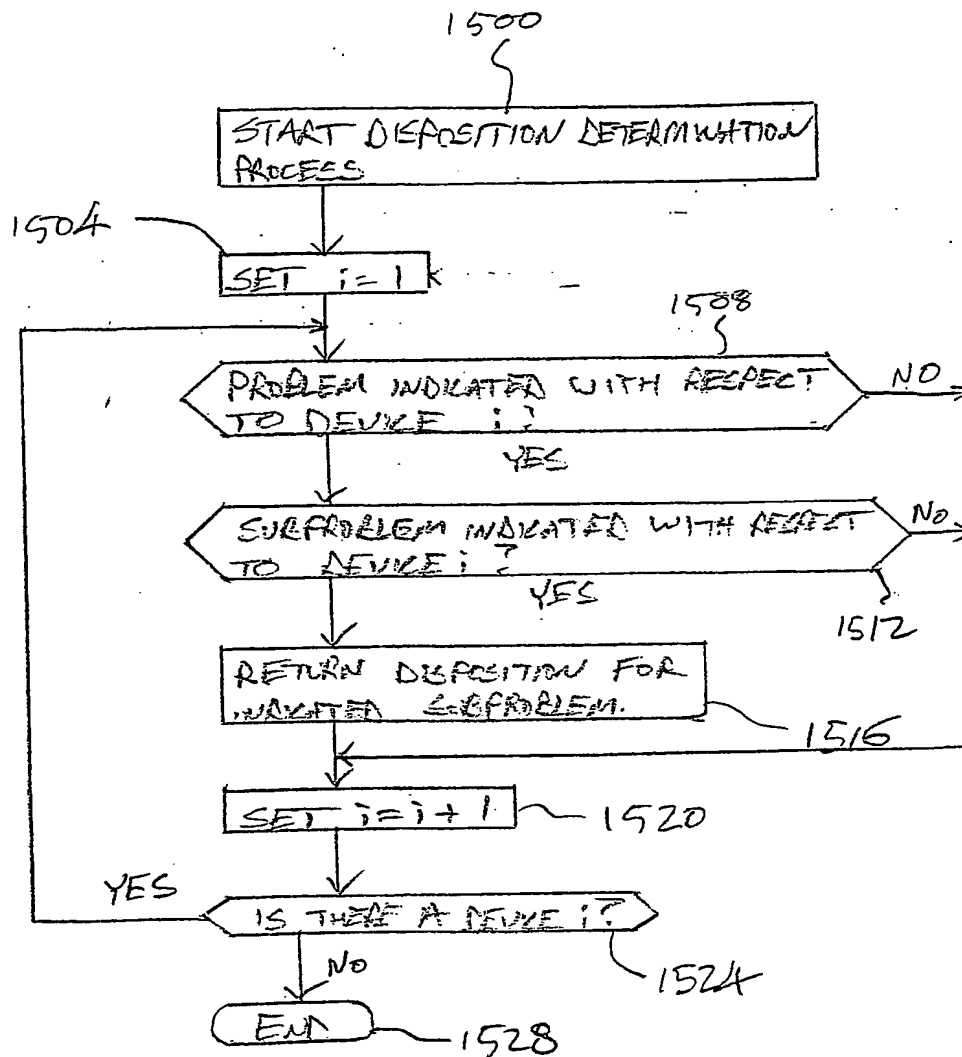 1500
START DISPOSITION DETERMINATION
PROCESS
1504
SET i = 1
1508
PROBLEM INDICATED WITH RESPECT
TO DEVICE i?
NO
YES
SUBPROBLEM INDICATED WITH RESPECT
TO DEVICE i?
NO
YES
1512
RETURN DISPOSITION FOR
INDICATED SUBPROBLEM.
1516
SET i = i + 1
1520
YES
IS THERE A DEVICE i?
1524
NO
END
1528